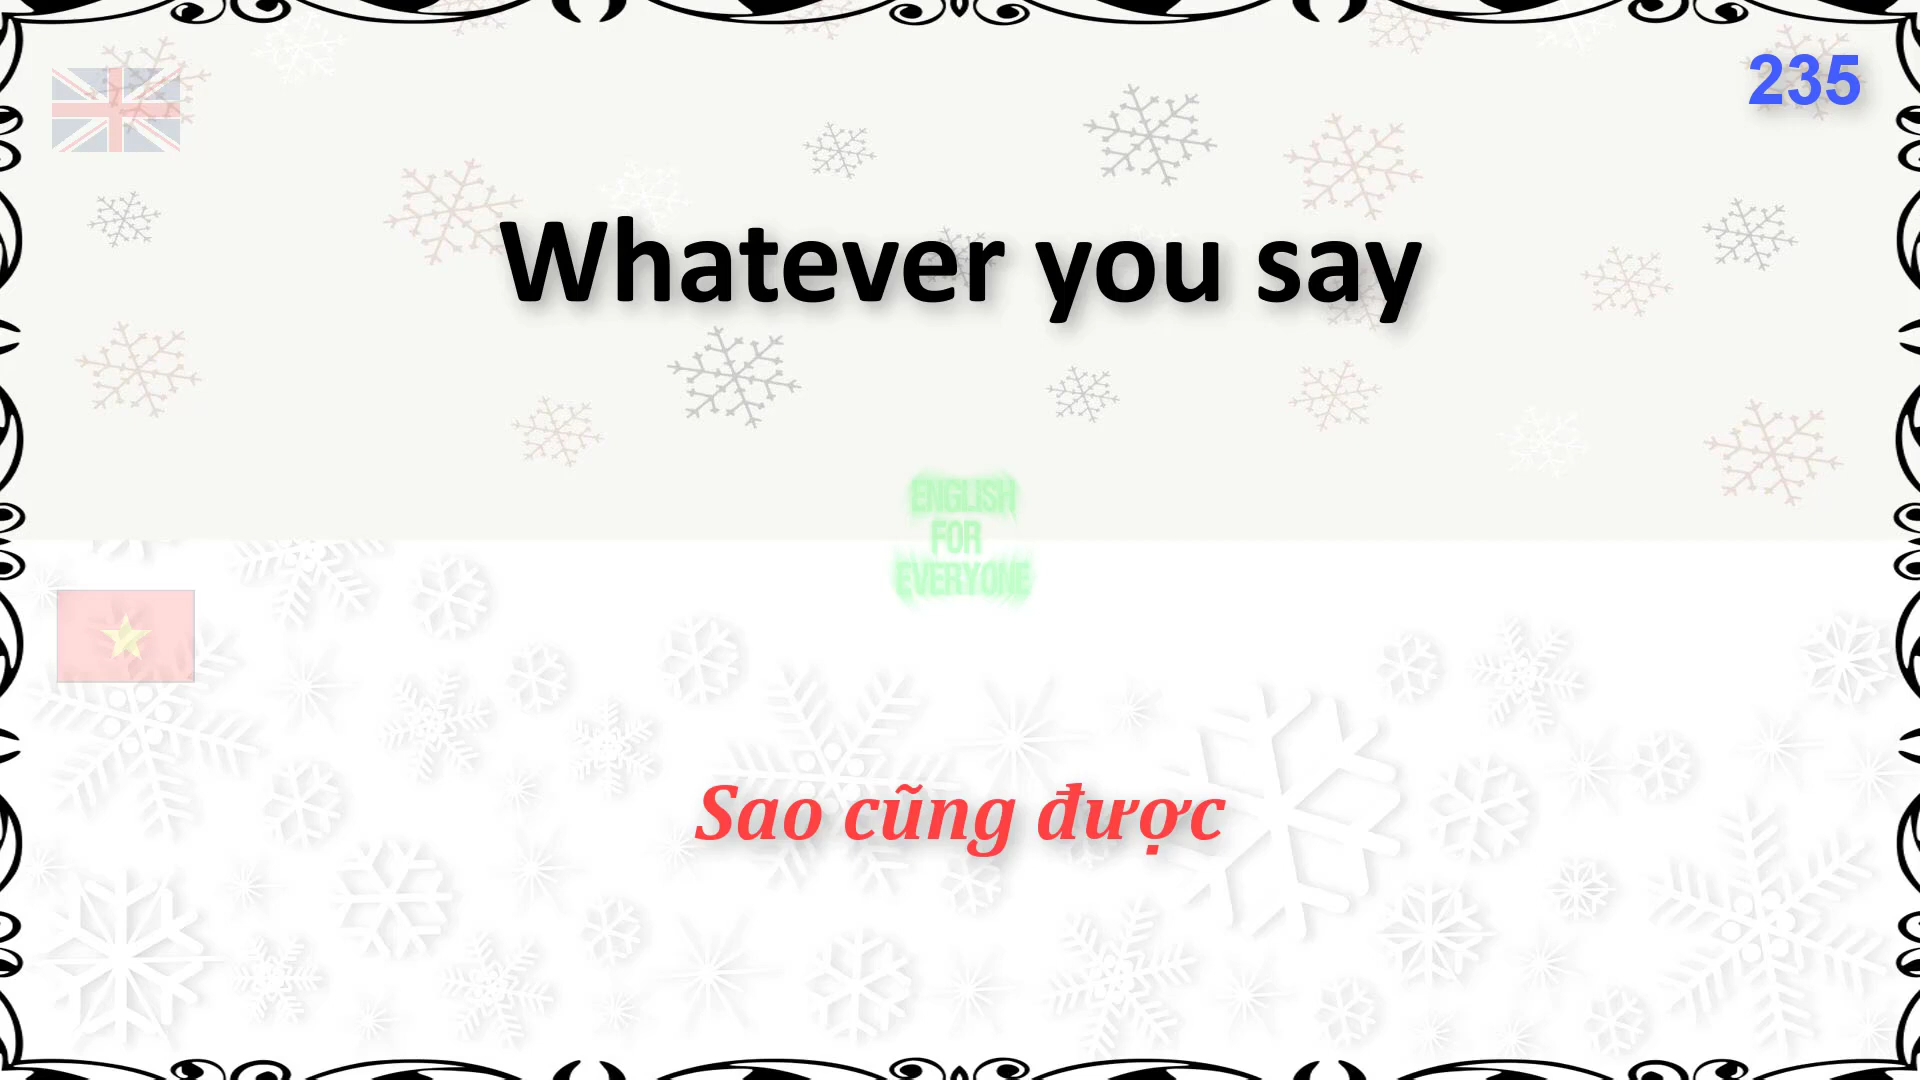 235
Whatever you say
ENGLISH
FOR
EVERYONE
Sao cũng được